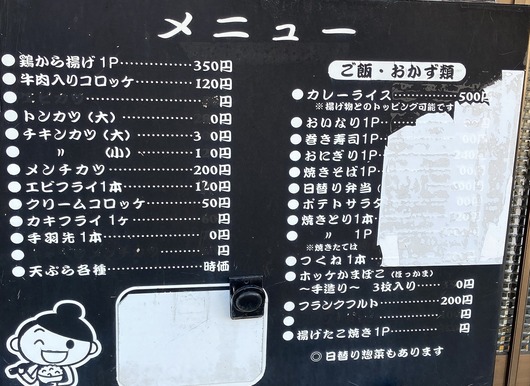 メニュー
鶏から揚げ1P 350円
牛肉入りコロッケ 120円
円
トンカツ(大) 0円
チキンカツ(大) 3 0円
〃 (小) 1 0円
メンチカツ 200円
エビフライ1本 1 0円
クリームコロッケ 50円
カキフライ1ヶ 円
手羽先1本 0円
円
天ぷら各種 時価
ご飯・おかず類
カレーライス 500
※揚げ物とのトッピング可能です
おいなり1P
巻き寿司1P
おにぎり1P
焼きそば1P
日替り弁当(
ポテトサラダ
焼きとり1本
〃 1P
※焼きたては
つくね1本
ホッケかまぼこ(ほっかま)
〜手造り〜 3枚入り 0円
フランクフルト 200円
円
揚げたこ焼き1P 円
◎日替り惣菜もあります